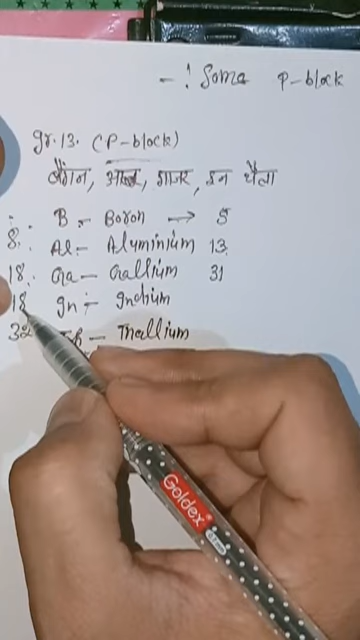 -: Some p-block
gr.13. (P-block)
बैंगन, आलू, गाजर, इन थैला
B - Boron → 5
8. Al - Aluminium 13
18. Ga - Gallium 31
18 In - Indium
32 - Thallium
Goldex